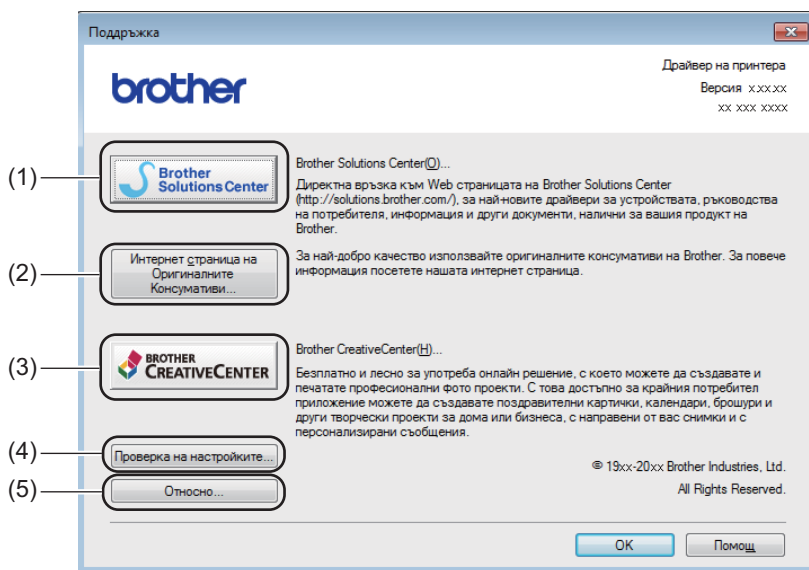 Поддръжка
brother
Драйвер на принтера
Версия x.xx.xx
xx xxx xxxx
(1)
Brother
Solutions Center
Brother Solutions Center(O)...
Директна връзка към Web страницата на Brother Solutions Center
(http://solutions.brother.com/), за най-новите драйвери за устройствата, ръководства
на потребителя, информация и други документи, налични за вашия продукт на
Brother.
(2)
Интернет страница на
Оригиналните
Консумативи...
За най-добро качество използвайте оригиналните консумативи на Brother. За повече
информация посетете нашата интернет страница.
(3)
BROTHER
CREATIVECENTER
Brother CreativeCenter(H)...
Безплатно и лесно за употреба онлайн решение, с което можете да създавате и
печатате професионални фото проекти. С това достъпно за крайния потребител
приложение можете да създавате поздравителни картички, календари, брошури и
други творчески проекти за дома или бизнеса, с направени от вас снимки и с
персонализирани съобщения.
(4)
Проверка на настройките...
(5)
Относно...
© 19xx-20xx Brother Industries, Ltd.
All Rights Reserved.
OK
Помощ